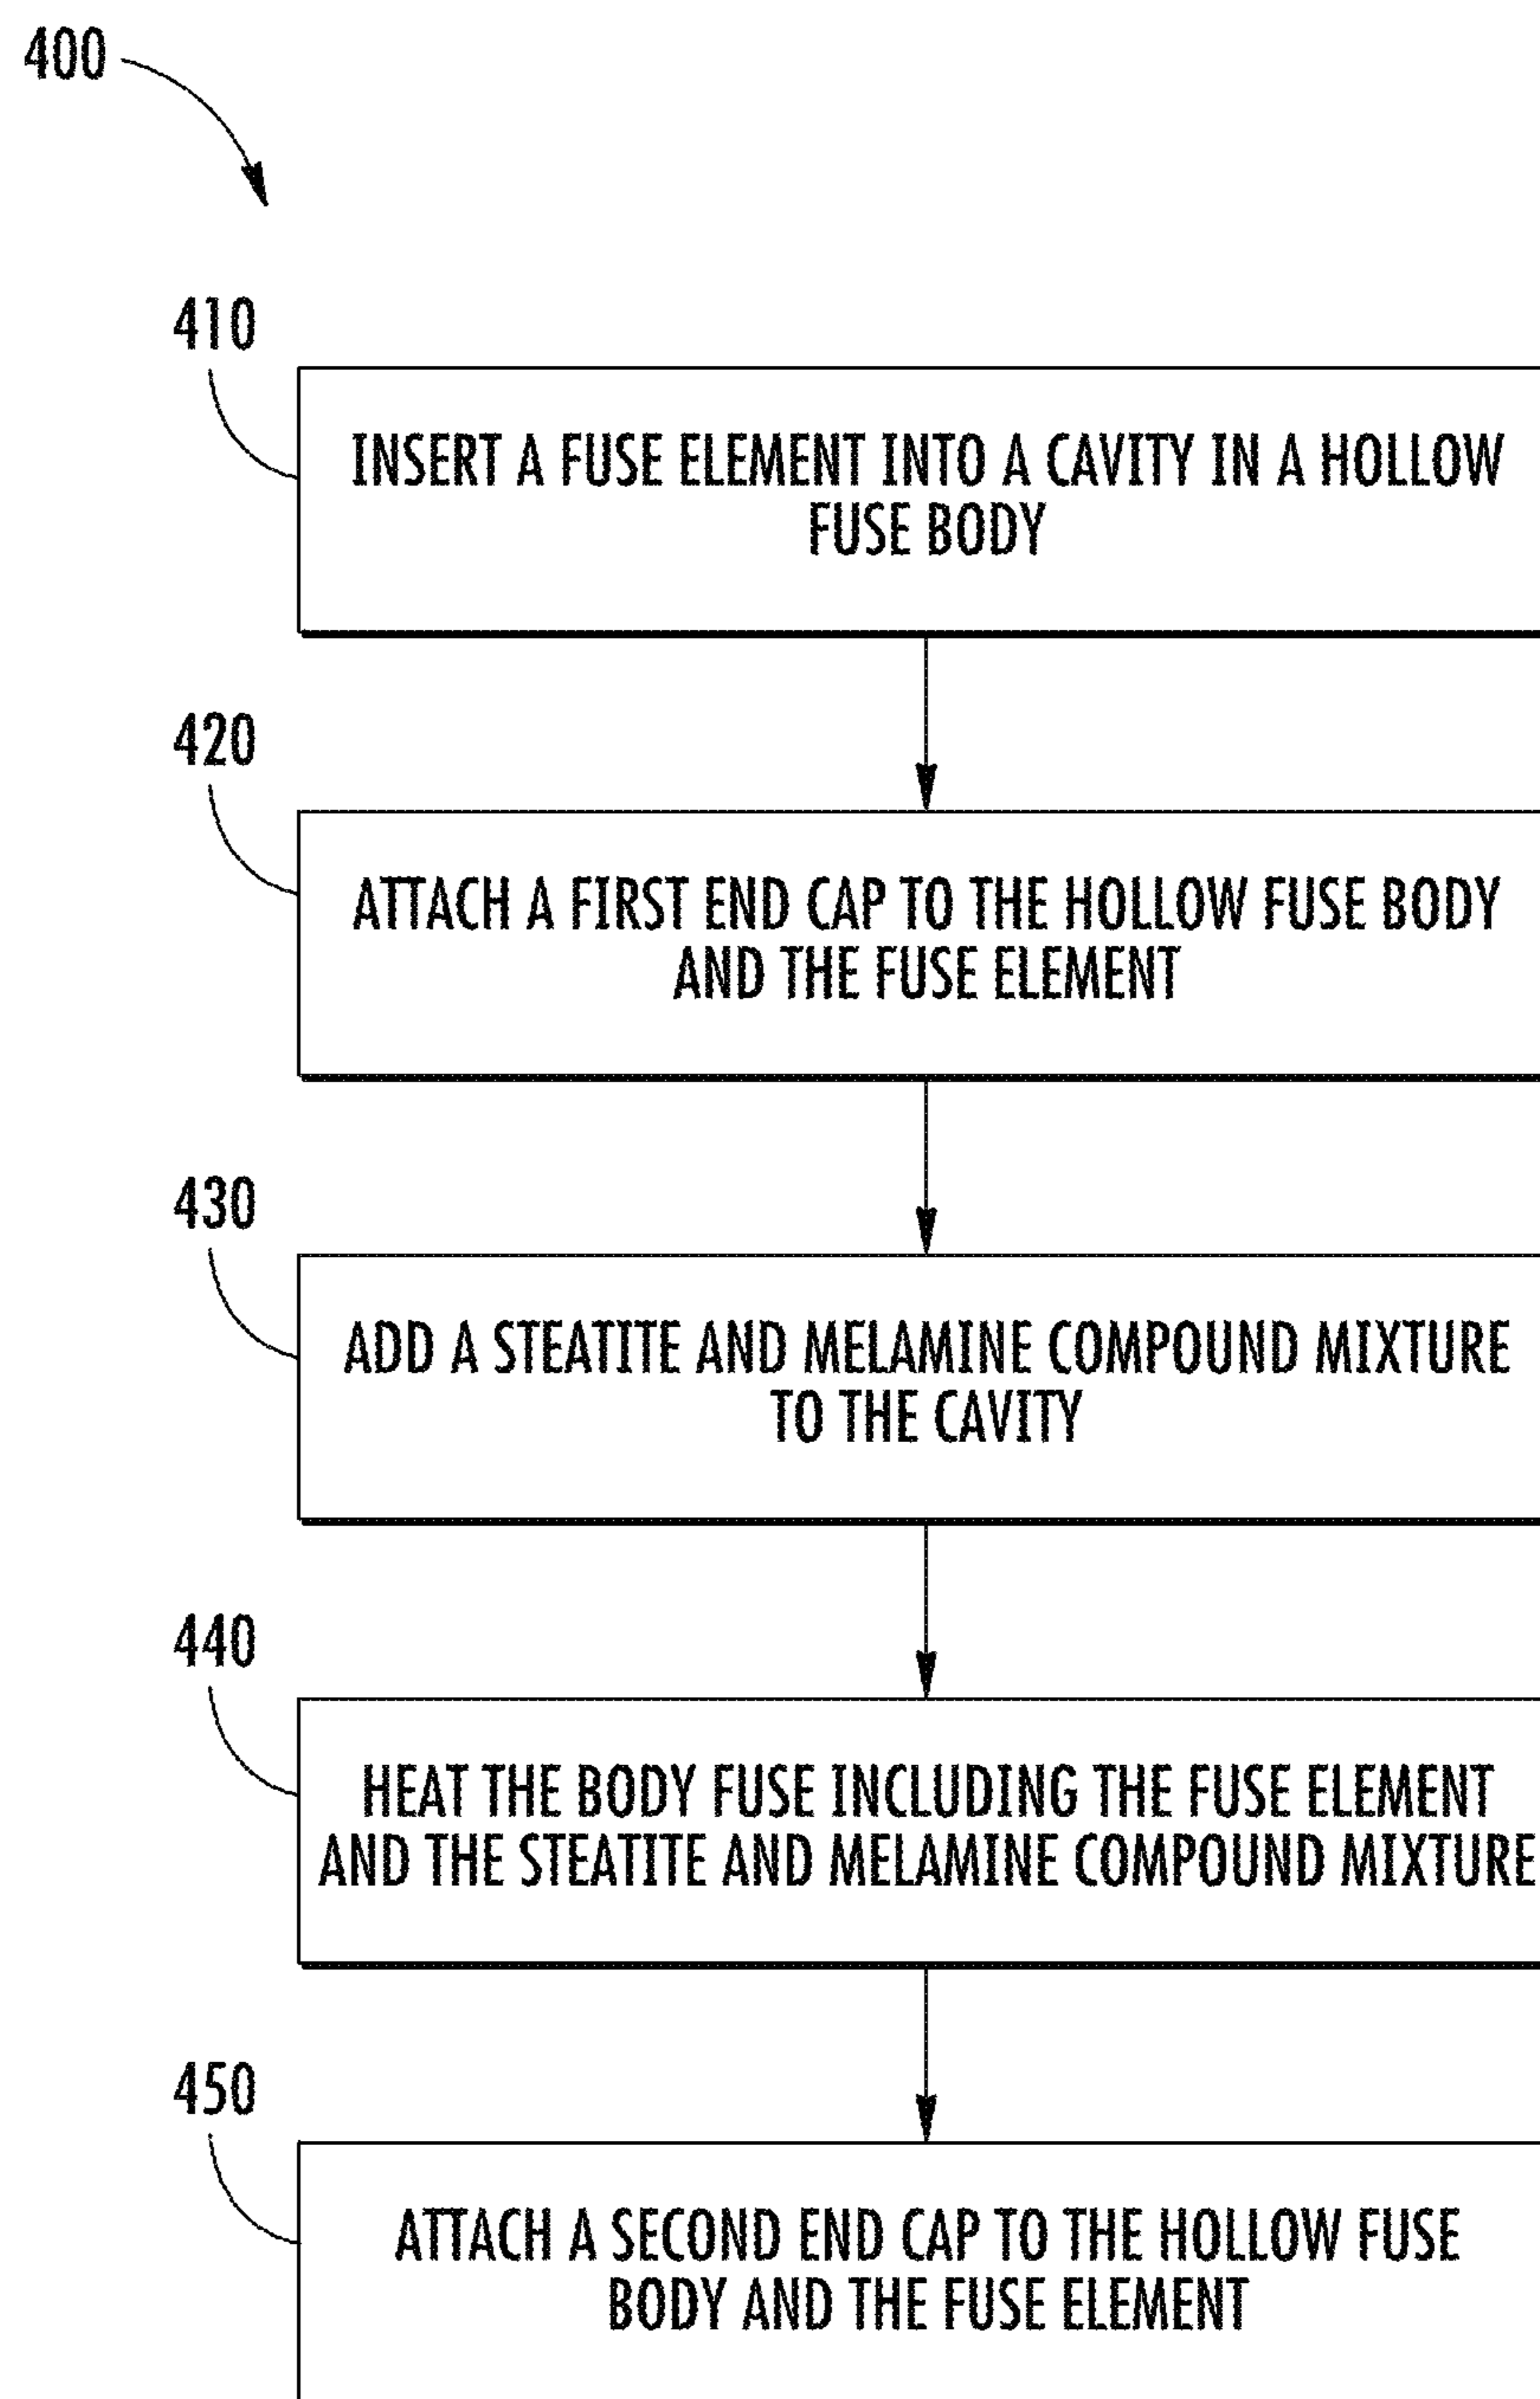 400
410
INSERT A FUSE ELEMENT INTO A CAVITY IN A HOLLOW
FUSE BODY
420
ATTACH A FIRST END CAP TO THE HOLLOW FUSE BODY
AND THE FUSE ELEMENT
430
ADD A STEATITE AND MELAMINE COMPOUND MIXTURE
TO THE CAVITY
440
HEAT THE BODY FUSE INCLUDING THE FUSE ELEMENT
AND THE STEATITE AND MELAMINE COMPOUND MIXTURE
450
ATTACH A SECOND END CAP TO THE HOLLOW FUSE
BODY AND THE FUSE ELEMENT